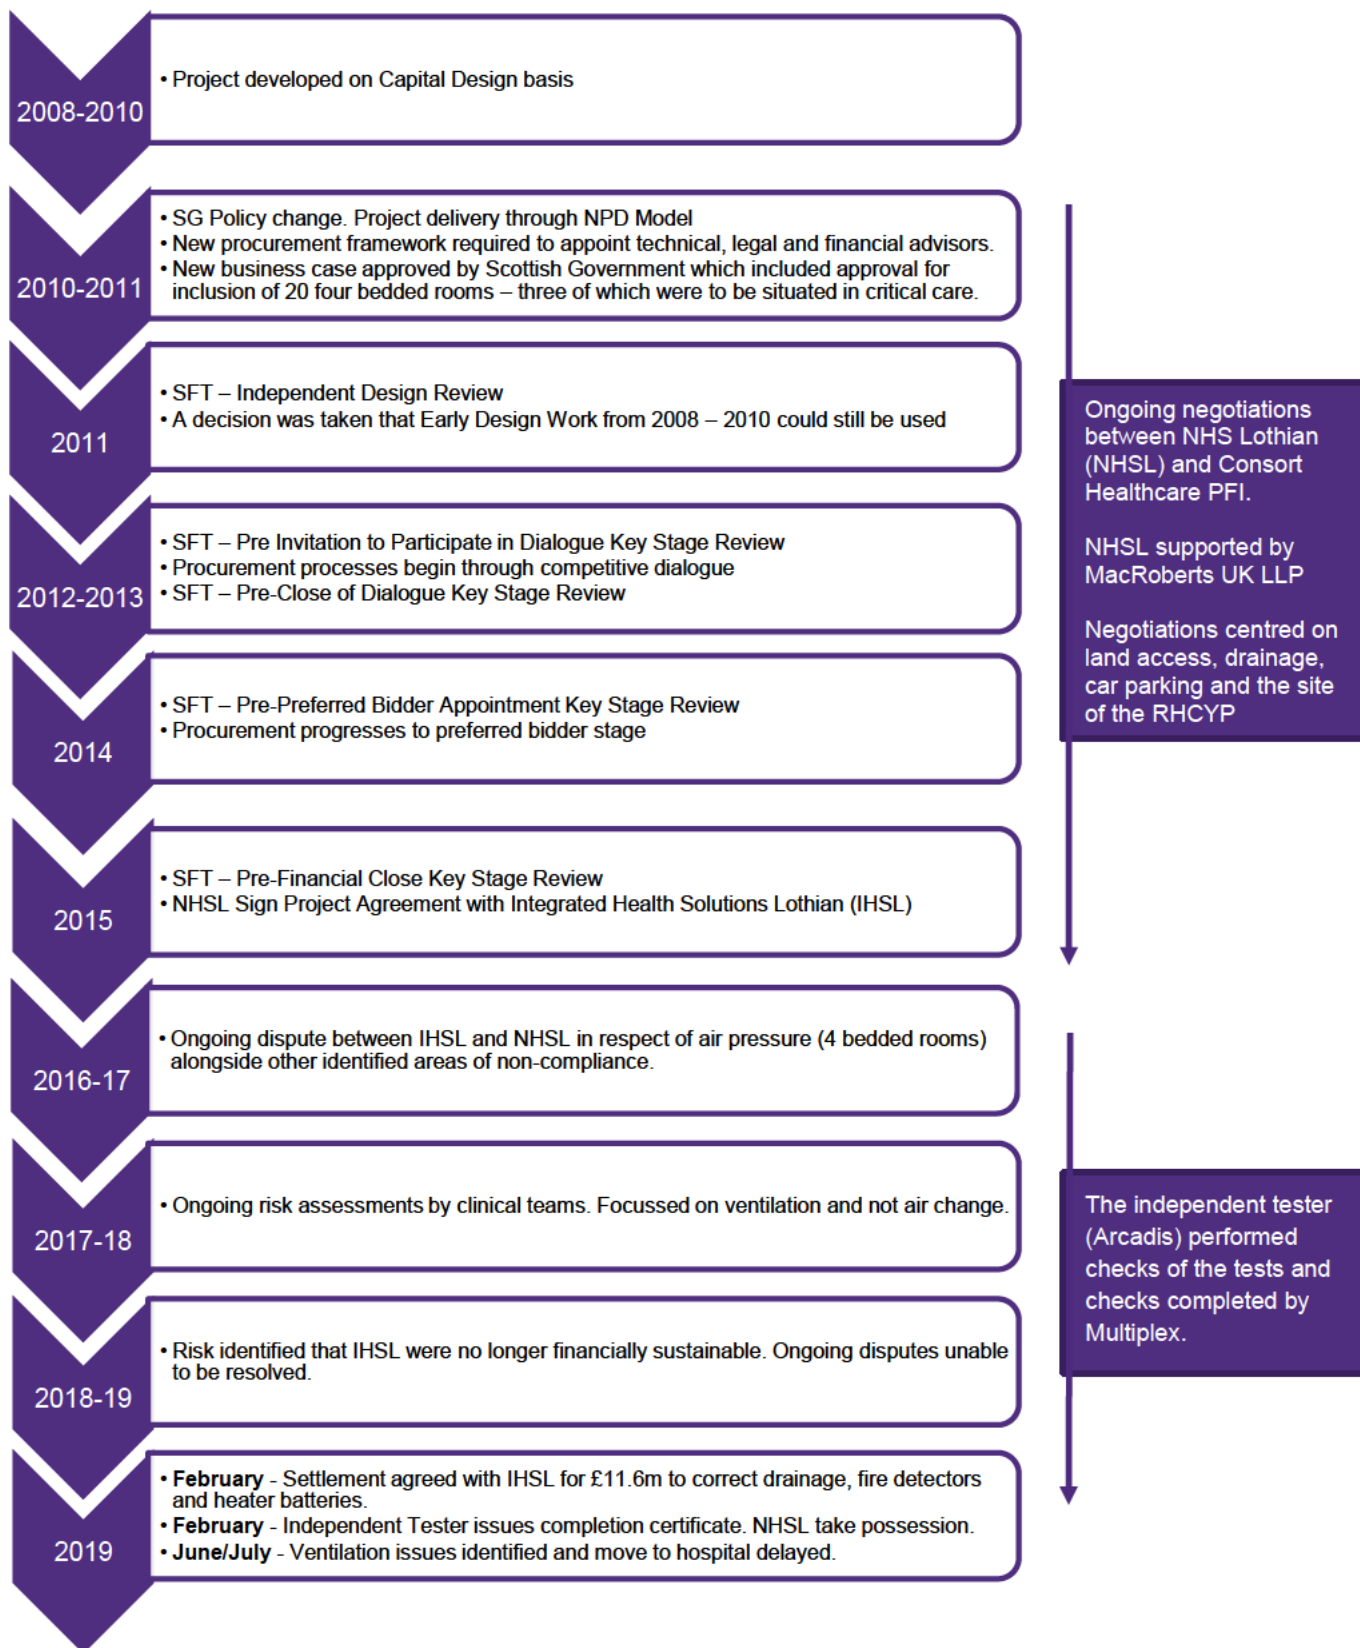 2008-2010
• Project developed on Capital Design basis
2010-2011
• SG Policy change. Project delivery through NPD Model
• New procurement framework required to appoint technical, legal and financial advisors.
• New business case approved by Scottish Government which included approval for
inclusion of 20 four bedded rooms – three of which were to be situated in critical care.
2011
• SFT – Independent Design Review
• A decision was taken that Early Design Work from 2008 – 2010 could still be used
2012-2013
• SFT – Pre Invitation to Participate in Dialogue Key Stage Review
• Procurement processes begin through competitive dialogue
• SFT – Pre-Close of Dialogue Key Stage Review
2014
• SFT – Pre-Preferred Bidder Appointment Key Stage Review
• Procurement progresses to preferred bidder stage
2015
• SFT – Pre-Financial Close Key Stage Review
• NHSL Sign Project Agreement with Integrated Health Solutions Lothian (IHSL)
Ongoing negotiations
between NHS Lothian
(NHSL) and Consort
Healthcare PFI.
NHSL supported by
MacRoberts UK LLP
Negotiations centred on
land access, drainage,
car parking and the site
of the RHCYP
2016-17
• Ongoing dispute between IHSL and NHSL in respect of air pressure (4 bedded rooms)
alongside other identified areas of non-compliance.
2017-18
• Ongoing risk assessments by clinical teams. Focussed on ventilation and not air change.
2018-19
• Risk identified that IHSL were no longer financially sustainable. Ongoing disputes unable
to be resolved.
2019
• February - Settlement agreed with IHSL for £11.6m to correct drainage, fire detectors
and heater batteries.
• February - Independent Tester issues completion certificate. NHSL take possession.
• June/July - Ventilation issues identified and move to hospital delayed.
The independent tester
(Arcadis) performed
checks of the tests and
checks completed by
Multiplex.